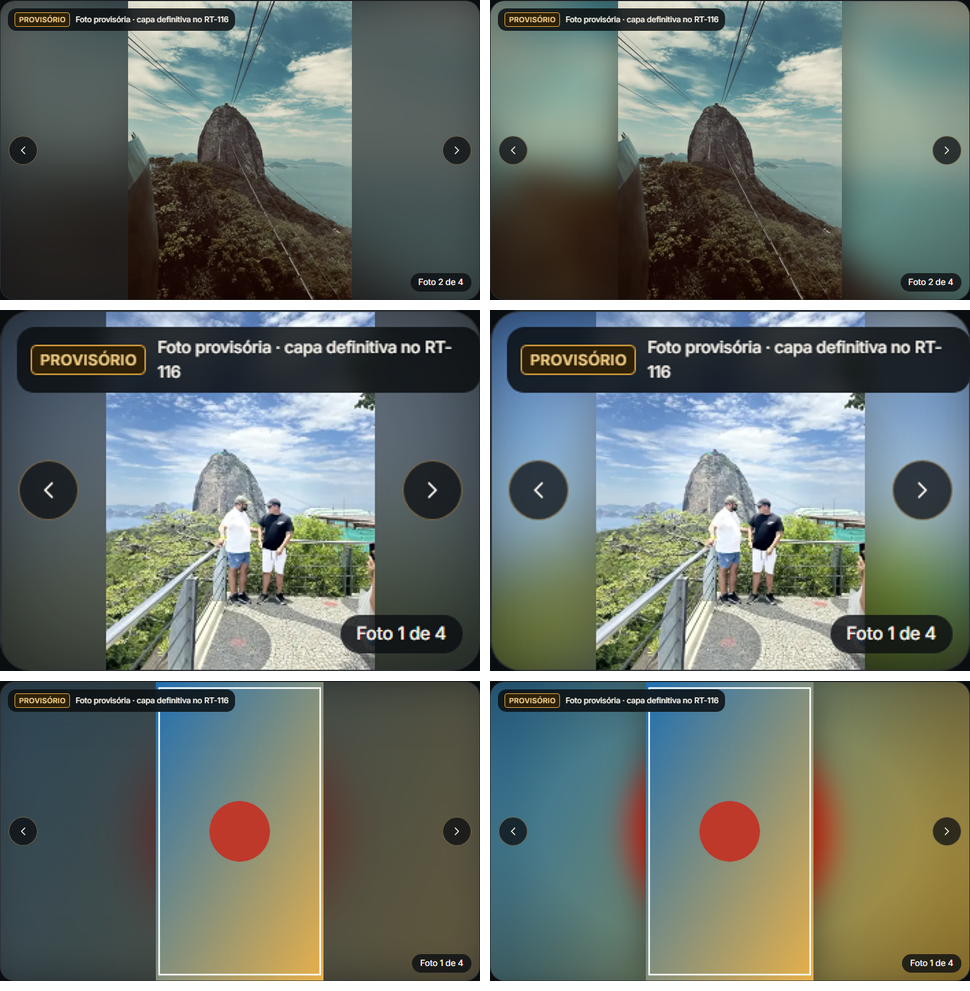 PROVISÓRIO Foto provisória · capa definitiva no RT-116
Foto 2 de 4
PROVISÓRIO Foto provisória · capa definitiva no RT-116
Foto 2 de 4
PROVISÓRIO Foto provisória · capa definitiva no RT-
116
Foto 1 de 4
PROVISÓRIO Foto provisória · capa definitiva no RT-
116
Foto 1 de 4
PROVISÓRIO Foto provisória · capa definitiva no RT-116
Foto 1 de 4
PROVISÓRIO Foto provisória · capa definitiva no RT-116
Foto 1 de 4